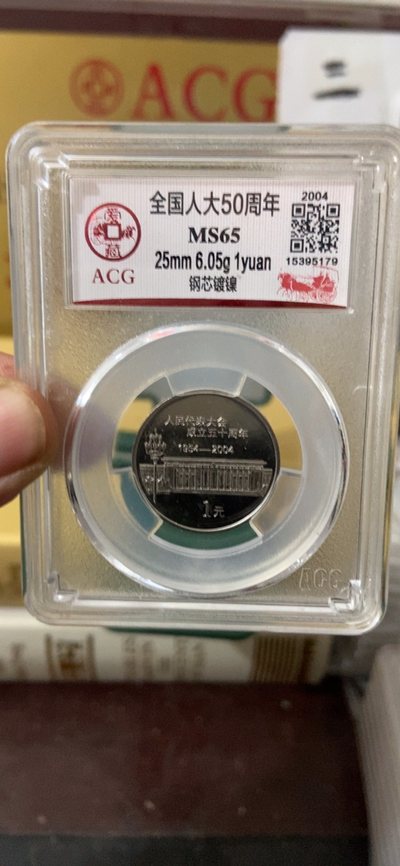 ACG
二
全国人大50周年
2004
MS65
爱藏
ACG
25mm 6.05g 1yuan
15395179
钢芯镀镍
人民代表大会
成立五十周年
1954—2004
1元
ACG